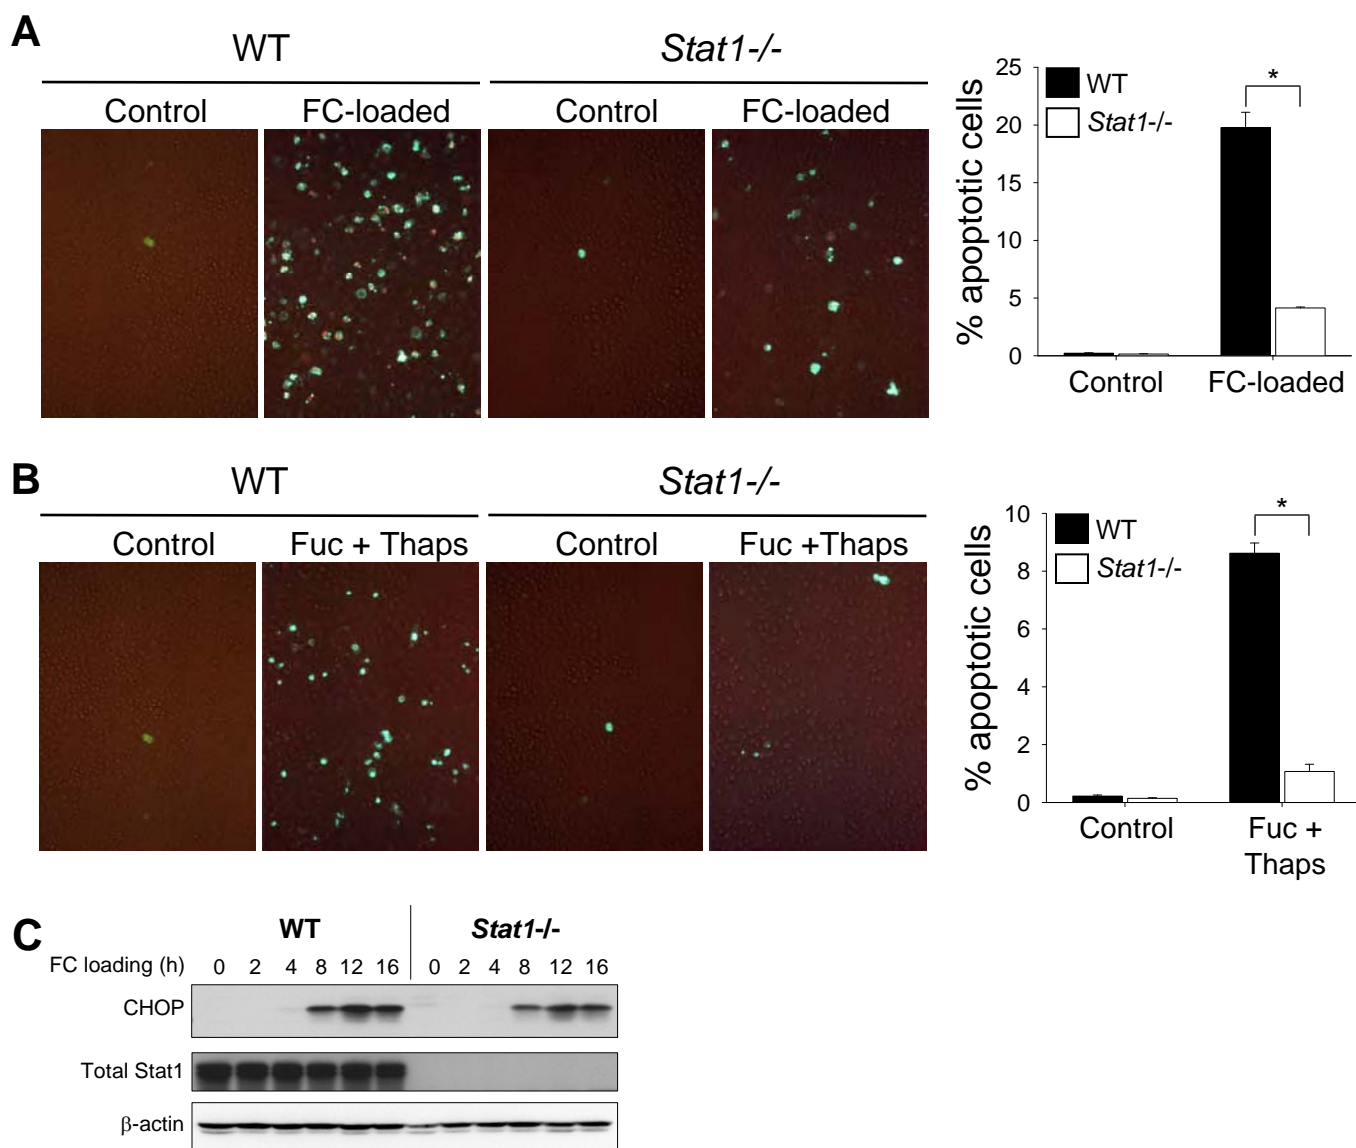 A
WT
Stat1-/-
Control
FC-loaded
Control
FC-loaded
% apoptotic cells
25
20
15
10
5
0
WT
Stat1-/-
*
Control
FC-loaded
B
WT
Stat1-/-
Control
Fuc + Thaps
Control
Fuc +Thaps
% apoptotic cells
10
8
6
4
2
0
WT
Stat1-/-
*
Control
Fuc +
Thaps
C
WT
Stat1-/-
FC loading (h) 0 2 4 8 12 16 0 2 4 8 12 16
CHOP
Total Stat1
β-actin